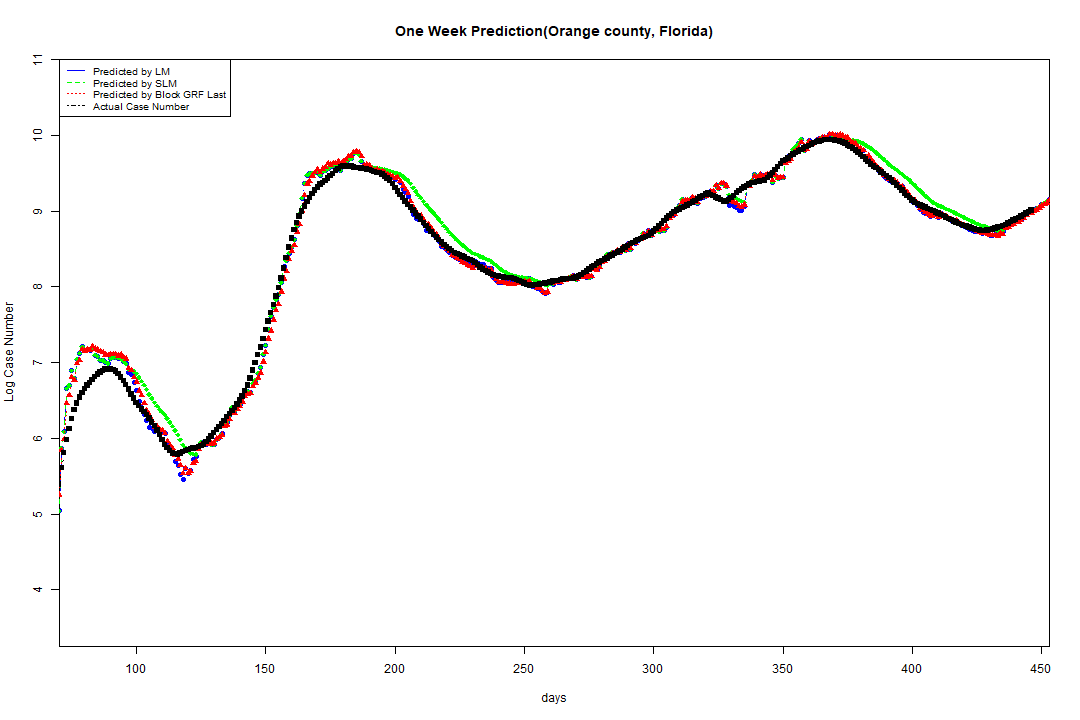 One Week Prediction(Orange county, Florida)
Predicted by LM
Predicted by SLM
Predicted by Block GRF Last
Actual Case Number
Log Case Number
11
10
9
8
7
6
5
4
100 150 200 250 300 350 400 450
days